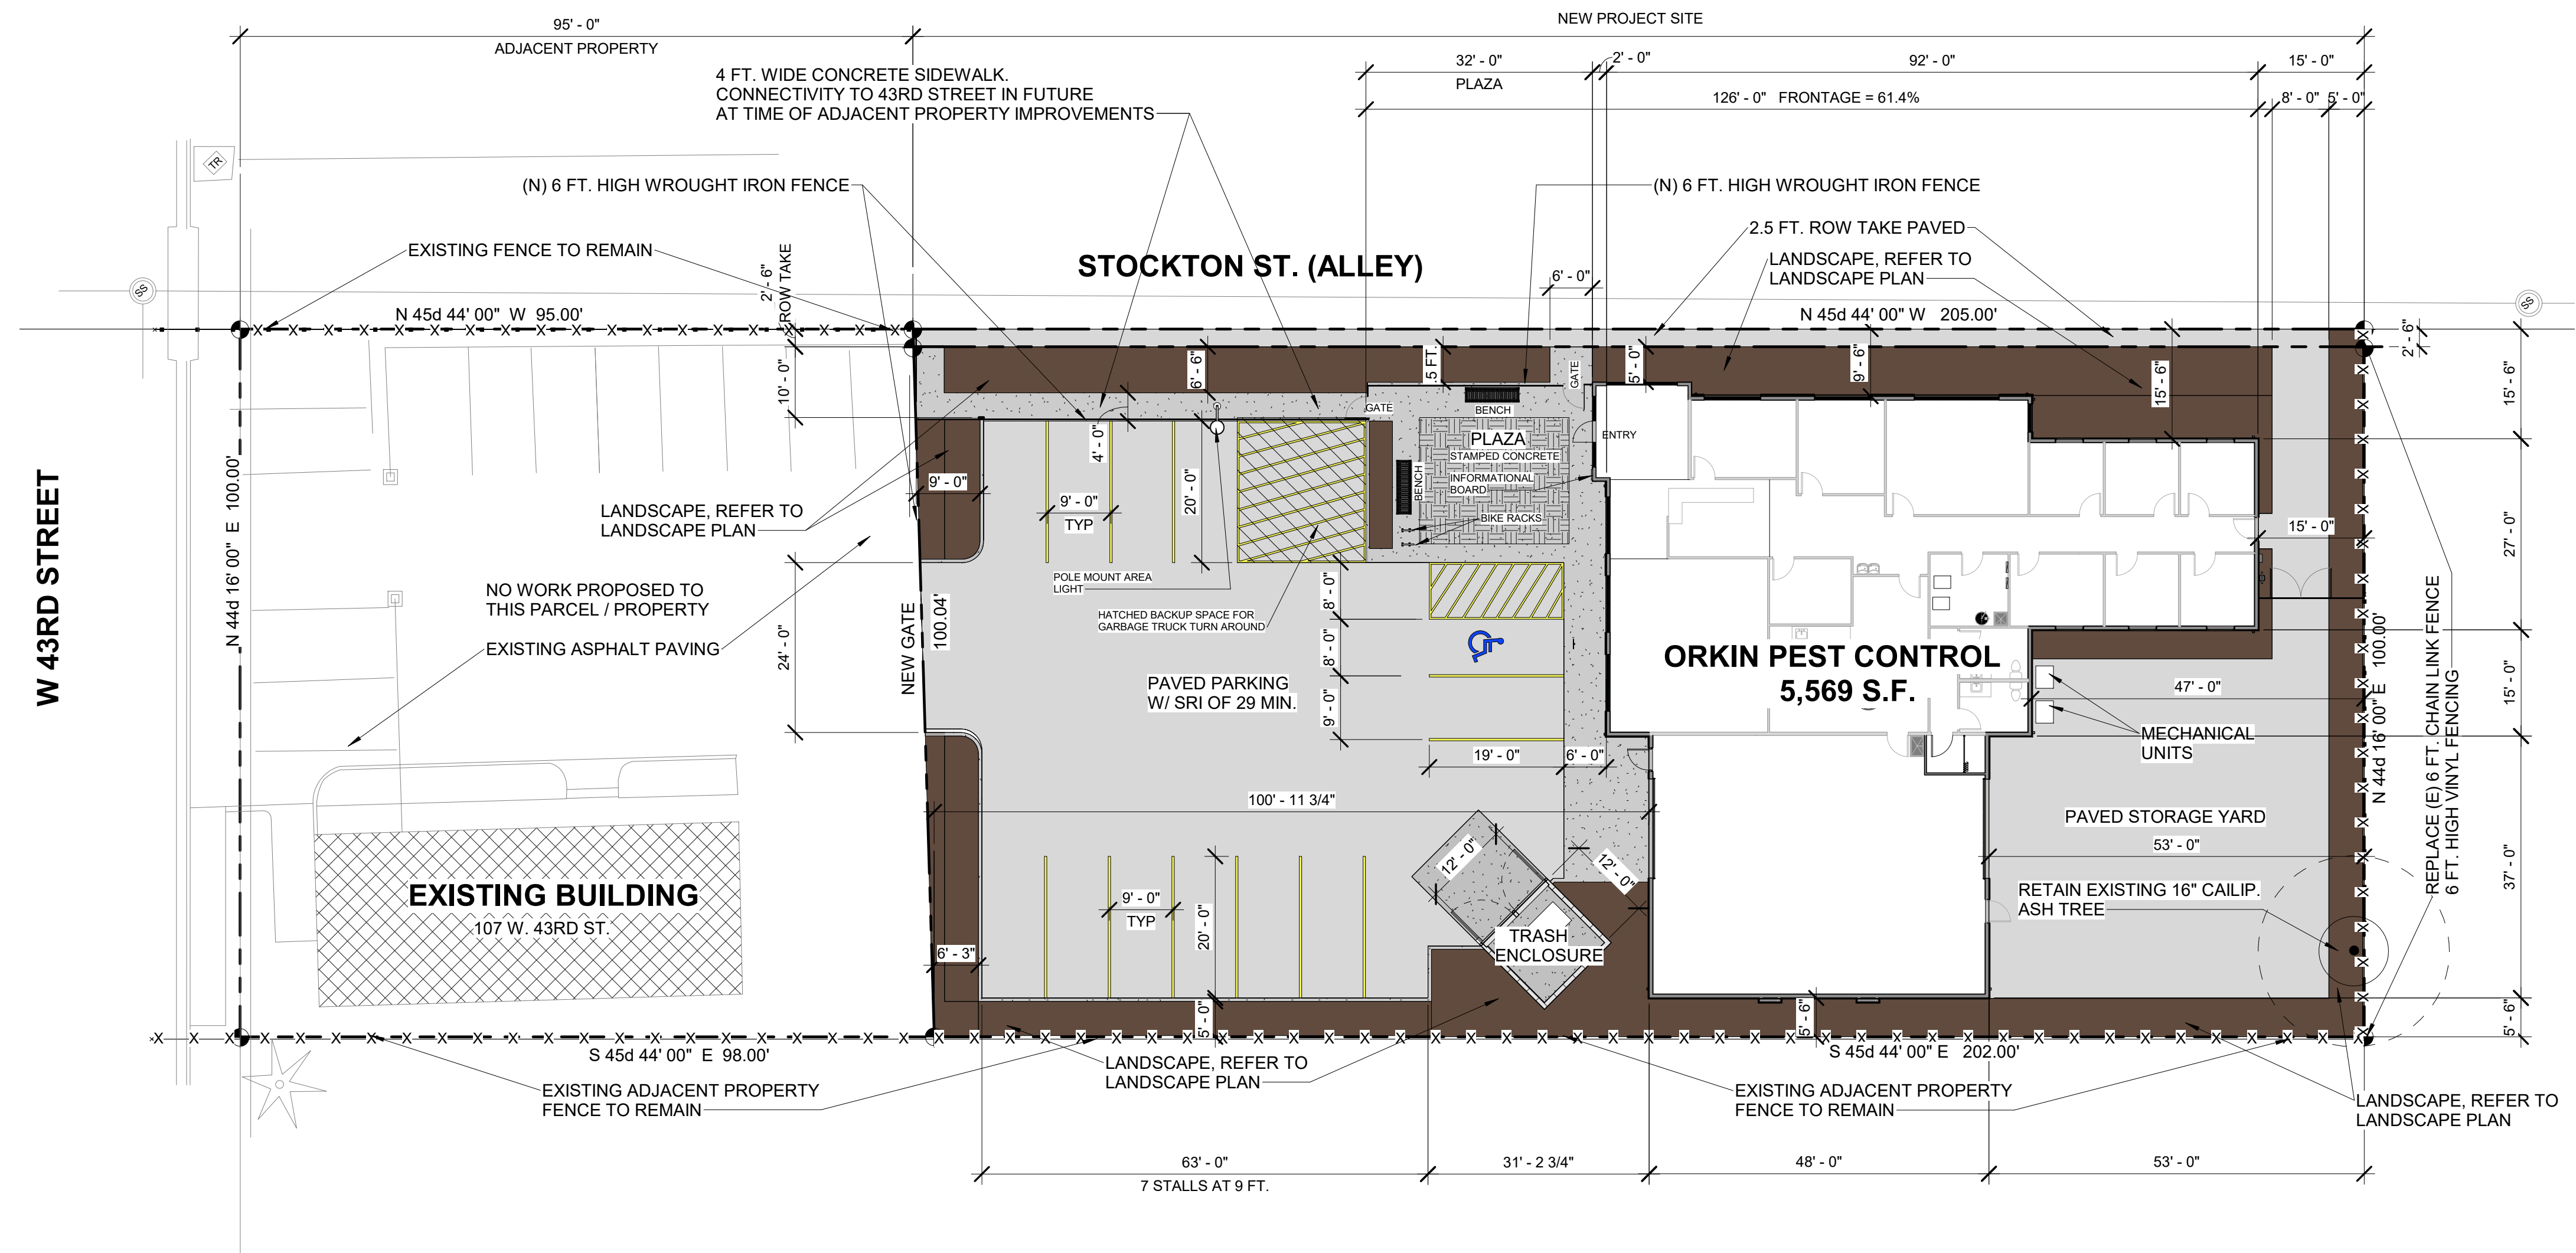 95' - 0"
ADJACENT PROPERTY
NEW PROJECT SITE
32' - 0"
PLAZA
2' - 0"
92' - 0"
15' - 0"
126' - 0"   FRONTAGE = 61.4%
8' - 0"
5' - 0"
4 FT. WIDE CONCRETE SIDEWALK.
CONNECTIVITY TO 43RD STREET IN FUTURE
AT TIME OF ADJACENT PROPERTY IMPROVEMENTS
TR
(N) 6 FT. HIGH WROUGHT IRON FENCE
(N) 6 FT. HIGH WROUGHT IRON FENCE
EXISTING FENCE TO REMAIN
2.5 FT. ROW TAKE PAVED
LANDSCAPE, REFER TO
LANDSCAPE PLAN
STOCKTON ST. (ALLEY)
2' - 6"
ROW TAKE
6' - 0"
SS
SS
N 45d 44' 00"  W  95.00'
N 45d 44' 00" W   205.00'
2' - 6"
10' - 0"
6' - 6"
.5 FT.
GATE
5' - 0"
9' - 6"
15' - 6"
15' - 6"
GATE
BENCH
ENTRY
PLAZA
STAMPED CONCRETE
INFORMATIONAL
BOARD
BENCH
BIKE RACKS
4' - 0"
9' - 0"
9' - 0"
TYP
20' - 0"
W 43RD STREET
N 44d 16' 00"  E  100.00'
LANDSCAPE, REFER TO
LANDSCAPE PLAN
15' - 0"
27' - 0"
NO WORK PROPOSED TO
THIS PARCEL / PROPERTY
EXISTING ASPHALT PAVING
24' - 0"
NEW GATE
100.04'
POLE MOUNT AREA
LIGHT
HATCHED BACKUP SPACE FOR
GARBAGE TRUCK TURN AROUND
8' - 0"
8' - 0"
9' - 0"
PAVED PARKING
W/ SRI OF 29 MIN.
ORKIN PEST CONTROL
5,569 S.F.
47' - 0"
15' - 0"
MECHANICAL
UNITS
N 44d 16' 00" E  100.00'
REPLACE (E) 6 FT. CHAIN LINK FENCE
6 FT. HIGH VINYL FENCING
19' - 0"
6' - 0"
100' - 11 3/4"
PAVED STORAGE YARD
53' - 0"
37' - 0"
12' - 0"
12' - 0"
EXISTING BUILDING
107 W. 43RD ST.
9' - 0"
TYP
20' - 0"
6' - 3"
TRASH
ENCLOSURE
RETAIN EXISTING 16" CAILIP.
ASH TREE
5' - 0"
5' - 6"
5' - 6"
S 45d 44' 00"  E  98.00'
S 45d 44' 00" E   202.00'
LANDSCAPE, REFER TO
LANDSCAPE PLAN
EXISTING ADJACENT PROPERTY
FENCE TO REMAIN
EXISTING ADJACENT PROPERTY
FENCE TO REMAIN
LANDSCAPE, REFER TO
LANDSCAPE PLAN
63' - 0"
7 STALLS AT 9 FT.
31' - 2 3/4"
48' - 0"
53' - 0"